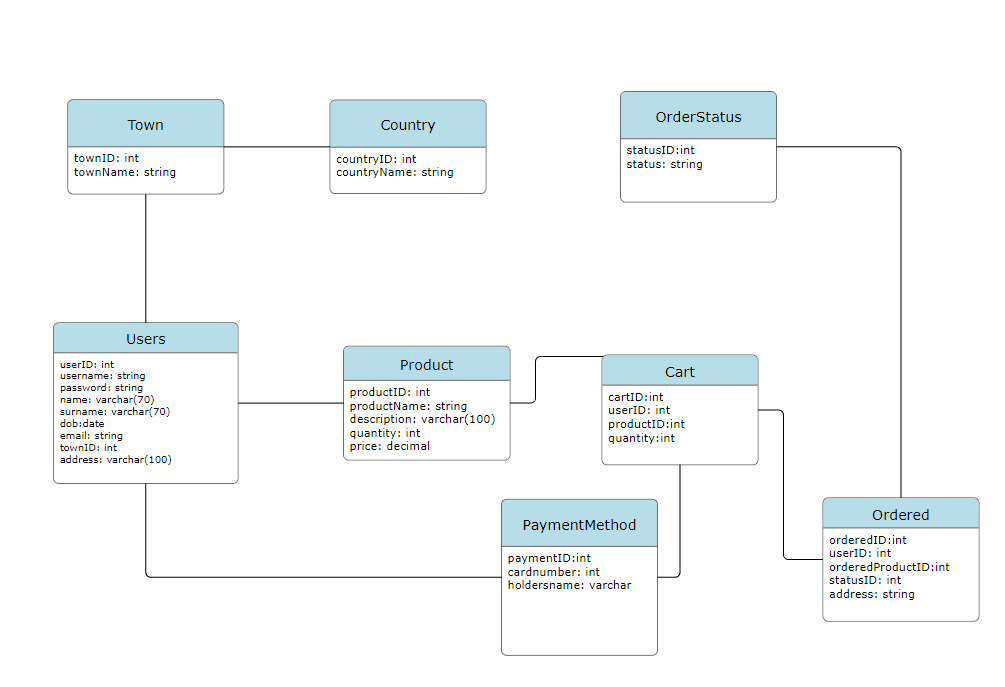 Town
townID: int
townName: string
Country
countryID: int
countryName: string
OrderStatus
statusID:int
status: string
Users
userID: int
username: string
password: string
name: varchar(70)
surname: varchar(70)
dob:date
email: string
townID: int
address: varchar(100)
Product
productID: int
productName: string
description: varchar(100)
quantity: int
price: decimal
Cart
cartID:int
userID: int
productID:int
quantity:int
PaymentMethod
paymentID:int
cardnumber: int
holdersname: varchar
Ordered
orderedID:int
userID: int
orderedProductID:int
statusID: int
address: string